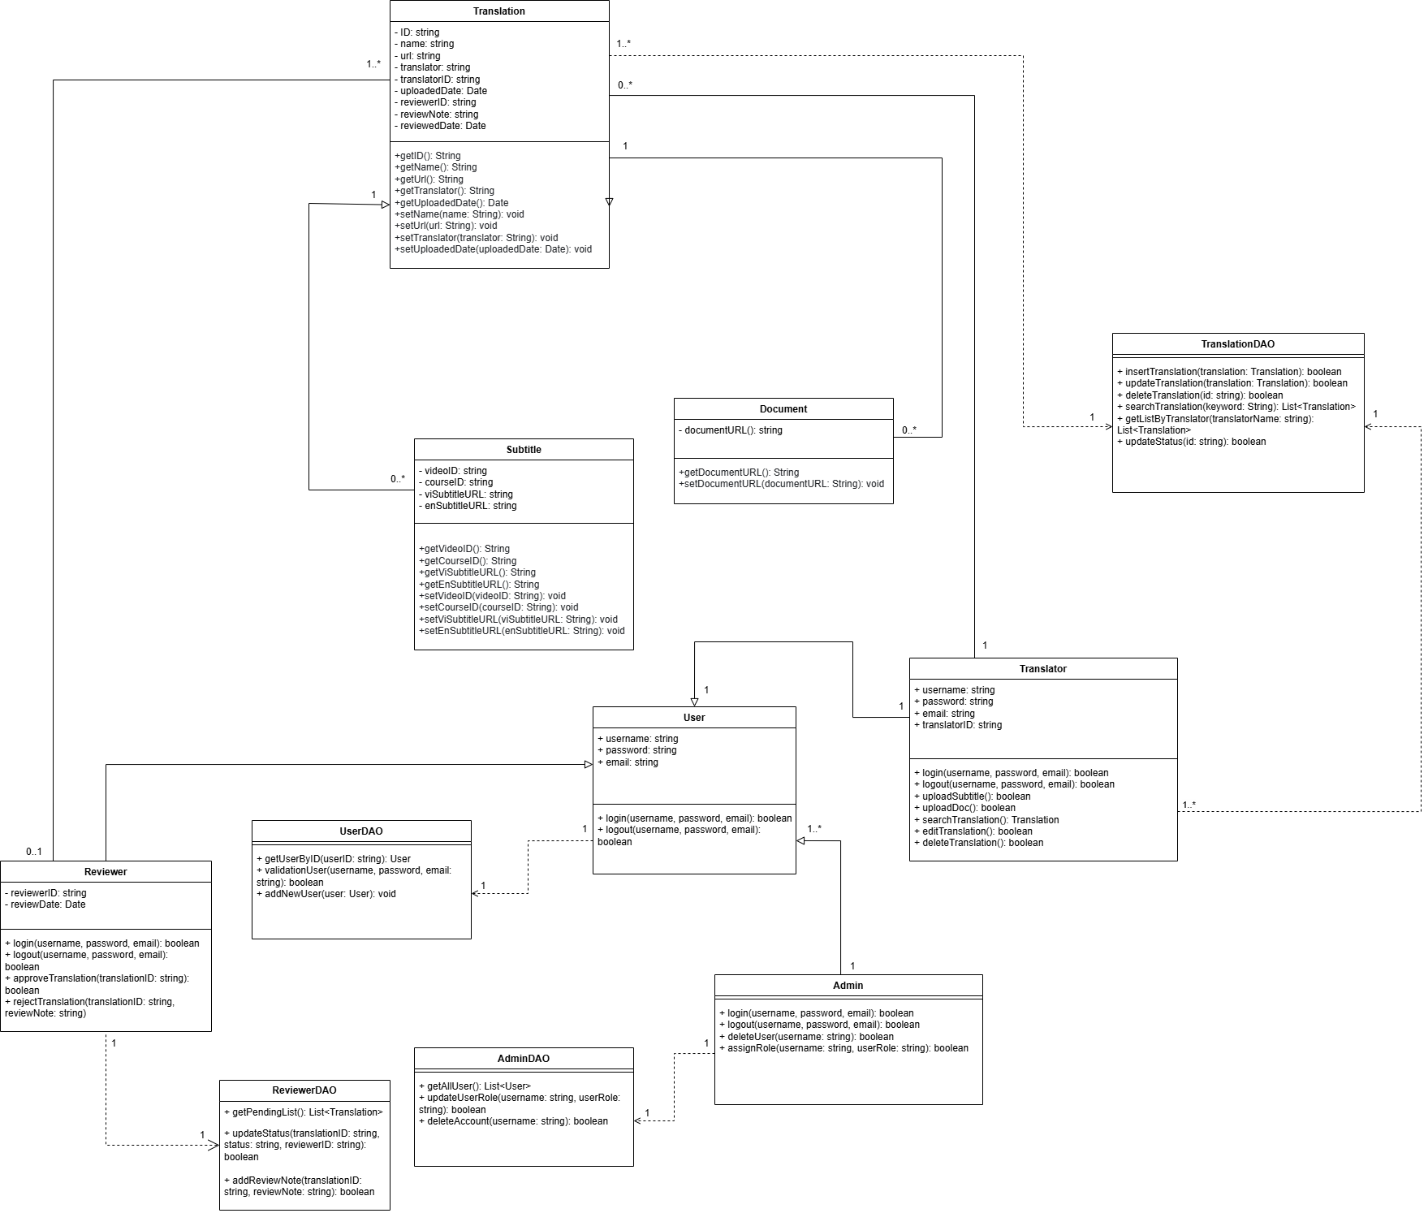 Translation
- ID: string
- name: string
- url: string
- translator: string
- translatorID: string
- uploadedDate: Date
- reviewerID: string
- reviewNote: string
- reviewedDate: Date
+getID(): String
+getName(): String
+getUrl(): String
+getTranslator(): String
+getUploadedDate(): Date
+setName(name: String): void
+setUrl(url: String): void
+setTranslator(translator: String): void
+setUploadedDate(uploadedDate: Date): void
1..*
1..*
0..*
1
1
TranslationDAO
+ insertTranslation(translation: Translation): boolean
+ updateTranslation(translation: Translation): boolean
+ deleteTranslation(id: string): boolean
+ searchTranslation(keyword: String): List<Translation>
+ getListByTranslator(translatorName: string):
List<Translation>
+ updateStatus(id: string): boolean
1
1
Document
- documentURL(): string
+getDocumentURL(): String
+setDocumentURL(documentURL: String): void
0..*
Subtitle
- videoID: string
- courseID: string
- viSubtitleURL: string
- enSubtitleURL: string
+getVideoID(): String
+getCourseID(): String
+getViSubtitleURL(): String
+getEnSubtitleURL(): String
+setVideoID(videoID: String): void
+setCourseID(courseID: String): void
+setViSubtitleURL(viSubtitleURL: String): void
+setEnSubtitleURL(enSubtitleURL: String): void
0..*
1
Translator
+ username: string
+ password: string
+ email: string
+ translatorID: string
+ login(username, password, email): boolean
+ logout(username, password, email): boolean
+ uploadSubtitle(): boolean
+ uploadDoc(): boolean
+ searchTranslation(): Translation
+ editTranslation(): boolean
+ deleteTranslation(): boolean
1
1..*
1
User
+ username: string
+ password: string
+ email: string
+ login(username, password, email): boolean
+ logout(username, password, email):
boolean
1
1..*
UserDAO
+ getUserByID(userID: string): User
+ validationUser(username, password, email:
string): boolean
+ addNewUser(user: User): void
1
0..1
Reviewer
- reviewerID: string
- reviewDate: Date
+ login(username, password, email): boolean
+ logout(username, password, email):
boolean
+ approveTranslation(translationID: string):
boolean
+ rejectTranslation(translationID: string,
reviewNote: string)
1
1
Admin
+ login(username, password, email): boolean
+ logout(username, password, email): boolean
+ deleteUser(username: string): boolean
+ assignRole(username: string, userRole: string): boolean
1
AdminDAO
+ getAllUser(): List<User>
+ updateUserRole(username: string, userRole:
string): boolean
+ deleteAccount(username: string): boolean
1
ReviewerDAO
+ getPendingList(): List<Translation>
+ updateStatus(translationID: string,
status: string, reviewerID: string):
boolean
+ addReviewNote(translationID:
string, reviewNote: string): boolean
1